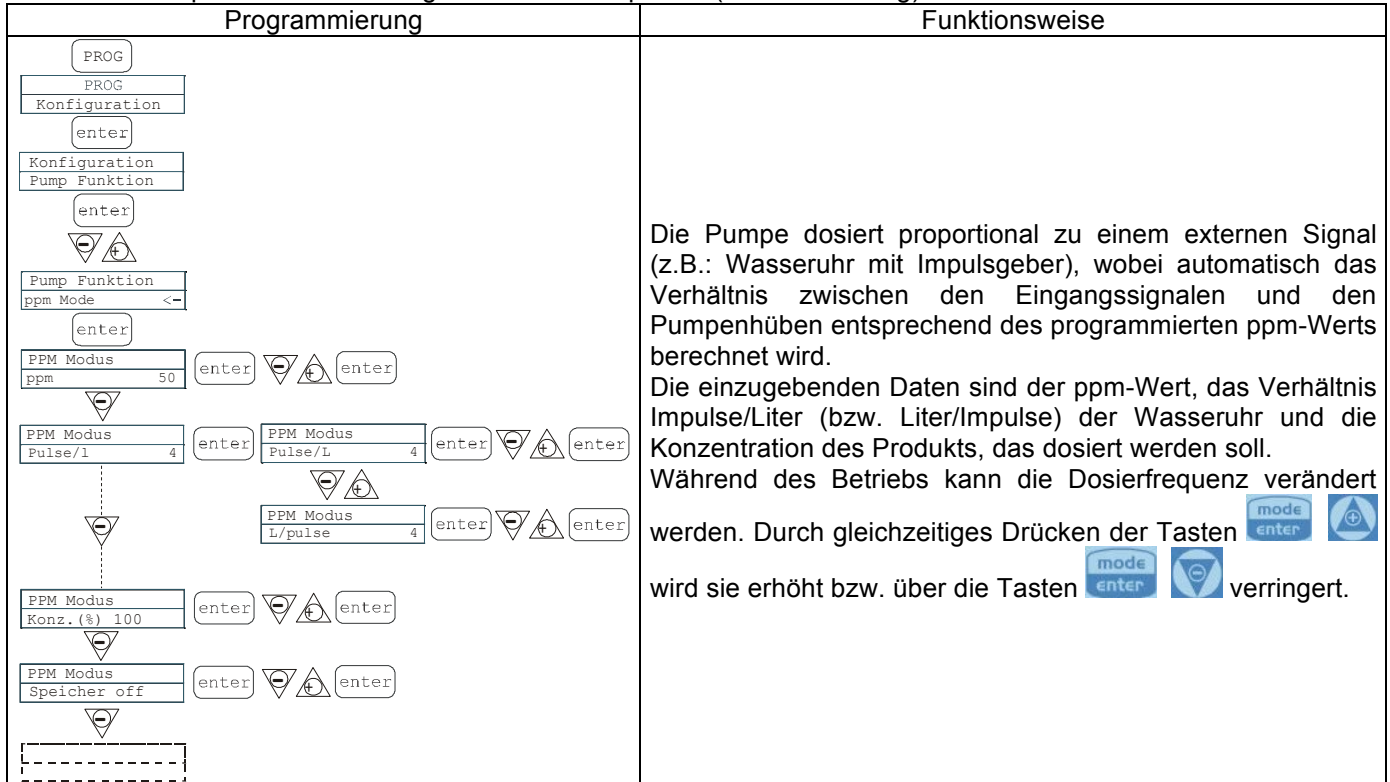 Programmierung
Funktionsweise
PROG
PROG
Konfiguration
enter
Konfiguration
Pump Funktion
enter
Pump Funktion
ppm Mode <-
enter
PPM Modus
ppm 50
enter
enter
PPM Modus
Pulse/l 4
enter
PPM Modus
Pulse/L 4
enter
enter
PPM Modus
L/pulse 4
enter
enter
PPM Modus
Konz.(%) 100
enter
enter
PPM Modus
Speicher off
enter
enter
Die Pumpe dosiert proportional zu einem externen Signal
(z.B.: Wasseruhr mit Impulsgeber), wobei automatisch das
Verhältnis zwischen den Eingangssignalen und den
Pumpenhüben entsprechend des programmierten ppm-Werts
berechnet wird.
Die einzugebenden Daten sind der ppm-Wert, das Verhältnis
Impulse/Liter (bzw. Liter/Impulse) der Wasseruhr und die
Konzentration des Produkts, das dosiert werden soll.
Während des Betriebs kann die Dosierfrequenz verändert
werden. Durch gleichzeitiges Drücken der Tasten mode enter
wird sie erhöht bzw. über die Tasten mode enter verringert.